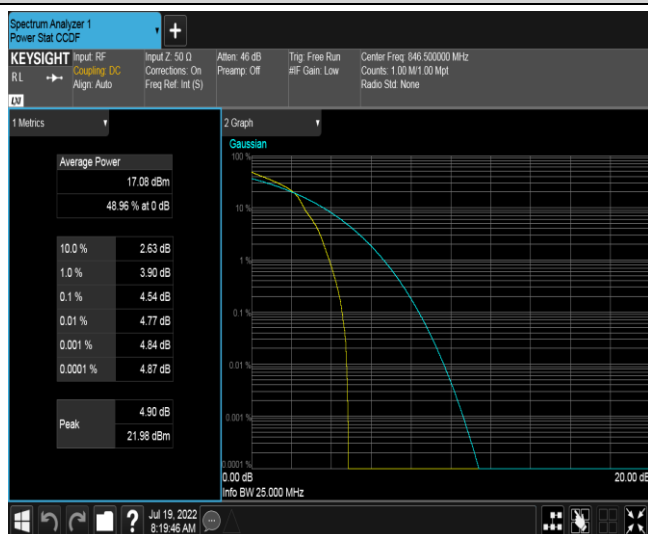 Spectrum Analyzer 1
Power Stat CCDF
KEYSIGHT
RL
LXI
Input: RF
Coupling: DC
Align: Auto
Input Z: 50 Ω
Corrections: On
Freq Ref: Int (S)
Atten: 46 dB
Preamp: Off
Trig: Free Run
#IF Gain: Low
Center Freq: 846.500000 MHz
Counts: 1.00 M/1.00 Mpt
Radio Std: None
1 Metrics
Average Power
17.08 dBm
48.96 % at 0 dB
10.0 % 2.63 dB
1.0 % 3.90 dB
0.1 % 4.54 dB
0.01 % 4.77 dB
0.001 % 4.84 dB
0.0001 % 4.87 dB
Peak
4.90 dB
21.98 dBm
2 Graph
Gaussian
100 %
10 %
1 %
0.1 %
0.01 %
0.001 %
0.0001 %
0.00 dB
20.00 dB
Info BW 25.000 MHz
?
Jul 19, 2022
8:19:46 AM